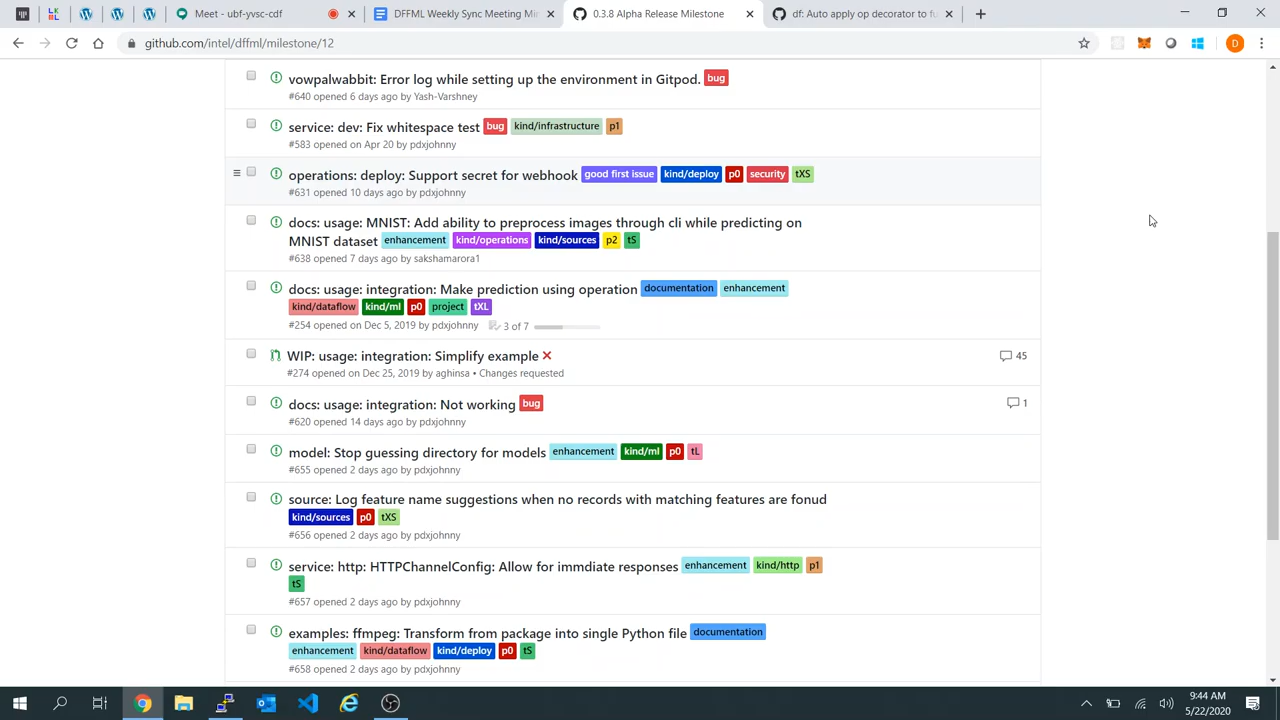 Meet - ubf-yvsc-cdf
DFFML Weekly Sync Meeting Min
0.3.8 Alpha Release Milestone
df: Auto apply op decorator to fu
github.com/intel/dffml/milestone/12
D
vowpalwabbit: Error log while setting up the environment in Gitpod. bug
#640 opened 6 days ago by Yash-Varshney
service: dev: Fix whitespace test bug kind/infrastructure p1
#583 opened on Apr 20 by pdxjohnny
operations: deploy: Support secret for webhook good first issue kind/deploy p0 security tXS
#631 opened 10 days ago by pdxjohnny
docs: usage: MNIST: Add ability to preprocess images through cli while predicting on
MNIST dataset enhancement kind/operations kind/sources p2 tS
#638 opened 7 days ago by sakshamarora1
docs: usage: integration: Make prediction using operation documentation enhancement
kind/dataflow kind/ml p0 project tXL
#254 opened on Dec 5, 2019 by pdxjohnny 3 of 7
WIP: usage: integration: Simplify example 45
#274 opened on Dec 25, 2019 by aghinsa • Changes requested
docs: usage: integration: Not working bug 1
#620 opened 14 days ago by pdxjohnny
model: Stop guessing directory for models enhancement kind/ml p0 tL
#655 opened 2 days ago by pdxjohnny
source: Log feature name suggestions when no records with matching features are fonud
kind/sources p0 tXS
#656 opened 2 days ago by pdxjohnny
service: http: HTTPChannelConfig: Allow for immdiate responses enhancement kind/http p1
tS
#657 opened 2 days ago by pdxjohnny
examples: ffmpeg: Transform from package into single Python file documentation
enhancement kind/dataflow kind/deploy p0 tS
#658 opened 2 days ago by pdxjohnny
9:44 AM
5/22/2020